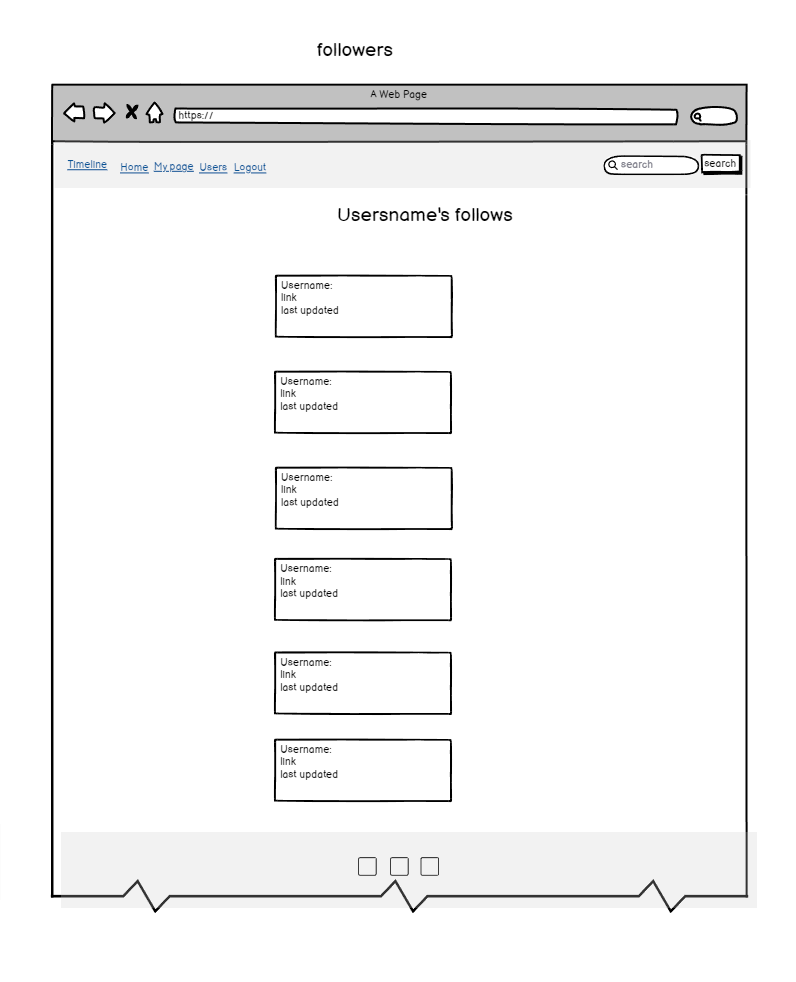 followers
A Web Page
https://
Timeline Home My page Users Logout search search
Usersname's follows
Username:
link
last updated
Username:
link
last updated
Username:
link
last updated
Username:
link
last updated
Username:
link
last updated
Username:
link
last updated